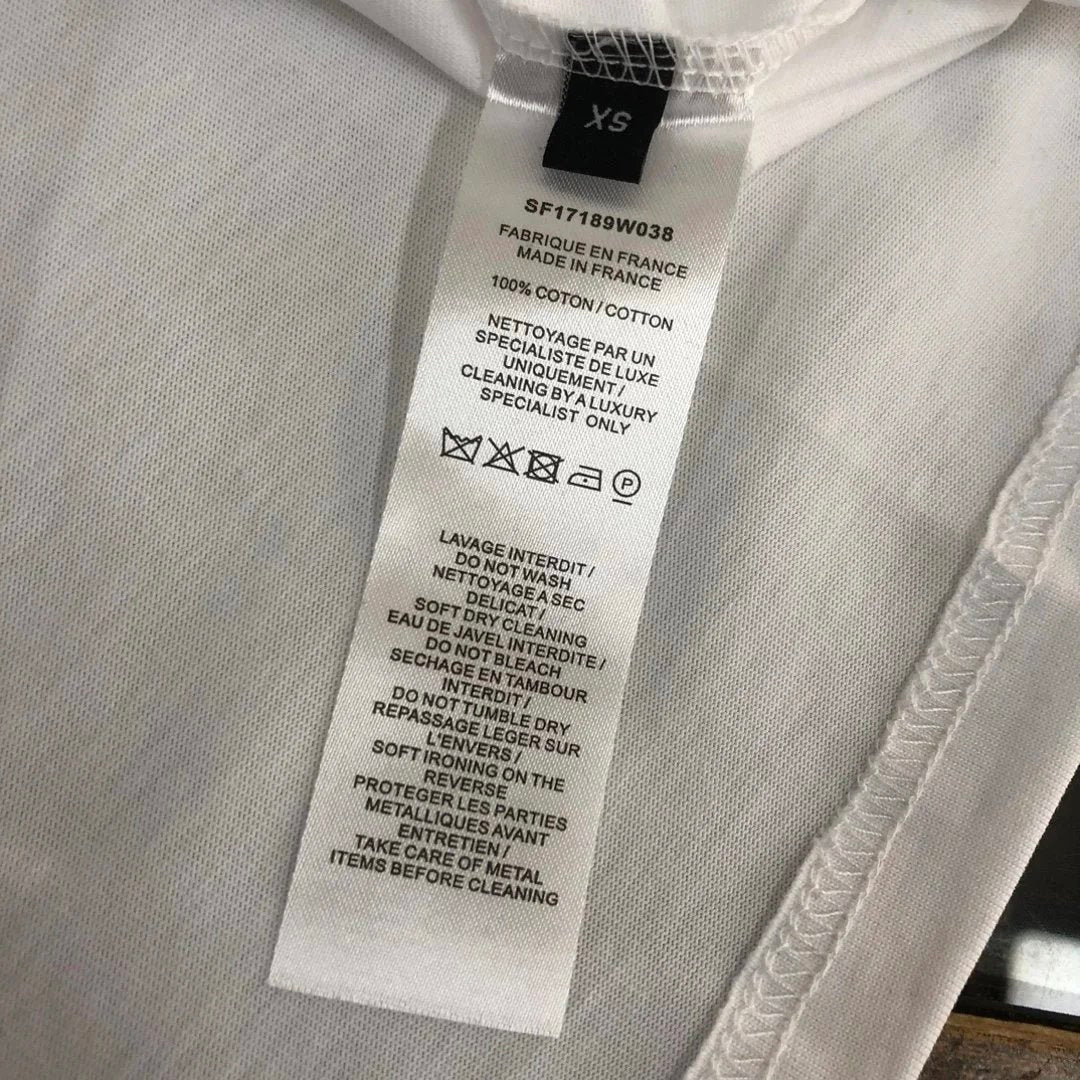 XS
SF17189W038
FABRIQUE EN FRANCE
MADE IN FRANCE
100% COTON / COTTON
NETTOYAGE PAR UN
SPECIALISTE DE LUXE
UNIQUEMENT /
CLEANING BY A LUXURY
SPECIALIST ONLY
P
LAVAGE INTERDIT /
DO NOT WASH
NETTOYAGE A SEC
DELICAT /
SOFT DRY CLEANING
EAU DE JAVEL INTERDITE /
DO NOT BLEACH
SECHAGE EN TAMBOUR
INTERDIT /
DO NOT TUMBLE DRY
REPASSAGE LEGER SUR
L'ENVERS /
SOFT IRONING ON THE
REVERSE
PROTEGER LES PARTIES
METALLIQUES AVANT
ENTRETIEN /
TAKE CARE OF METAL
ITEMS BEFORE CLEANING